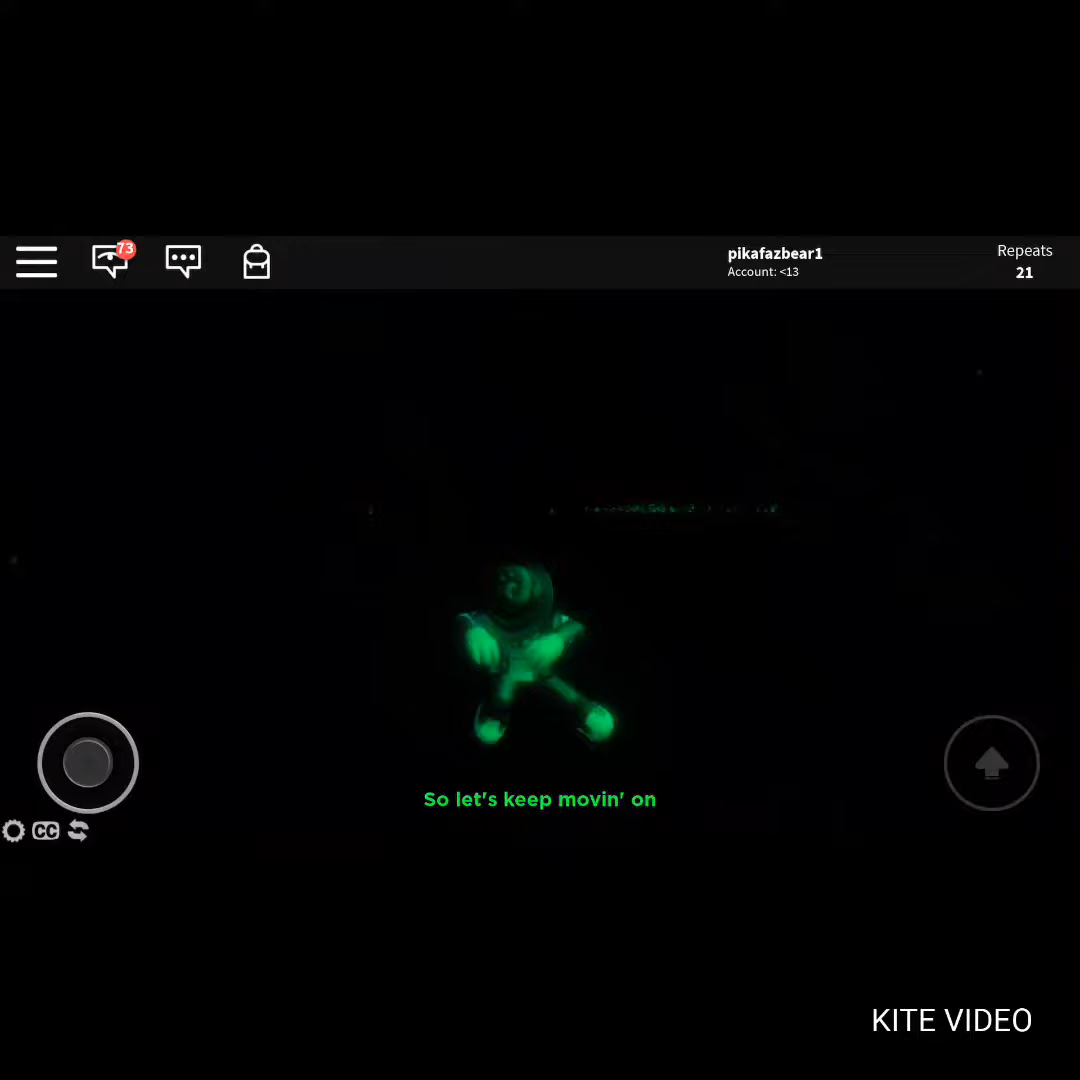 73
pikafazbear1
Account: <13
Repeats
21
So let's keep movin' on
CC
KITE VIDEO